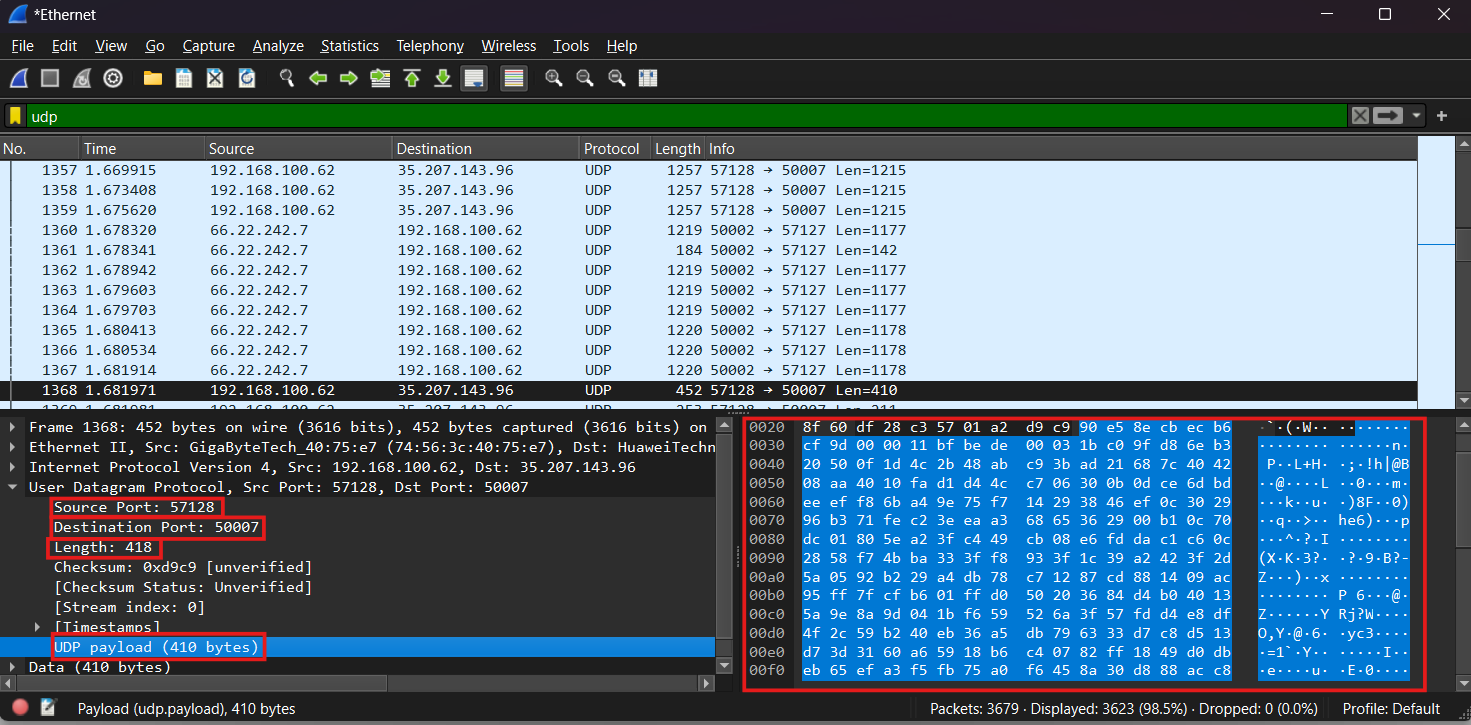 *Ethernet
File Edit View Go Capture Analyze Statistics Telephony Wireless Tools Help
udp
No. Time Source Destination Protocol Length Info
1357 1.669915 192.168.100.62 35.207.143.96 UDP 1257 57128 → 50007 Len=1215
1358 1.673408 192.168.100.62 35.207.143.96 UDP 1257 57128 → 50007 Len=1215
1359 1.675620 192.168.100.62 35.207.143.96 UDP 1257 57128 → 50007 Len=1215
1360 1.678320 66.22.242.7 192.168.100.62 UDP 1219 50002 → 57127 Len=1177
1361 1.678341 66.22.242.7 192.168.100.62 UDP 184 50002 → 57127 Len=142
1362 1.678942 66.22.242.7 192.168.100.62 UDP 1219 50002 → 57127 Len=1177
1363 1.679603 66.22.242.7 192.168.100.62 UDP 1219 50002 → 57127 Len=1177
1364 1.679703 66.22.242.7 192.168.100.62 UDP 1219 50002 → 57127 Len=1177
1365 1.680413 66.22.242.7 192.168.100.62 UDP 1220 50002 → 57127 Len=1178
1366 1.680534 66.22.242.7 192.168.100.62 UDP 1220 50002 → 57127 Len=1178
1367 1.681914 66.22.242.7 192.168.100.62 UDP 1220 50002 → 57127 Len=1178
1368 1.681971 192.168.100.62 35.207.143.96 UDP 452 57128 → 50007 Len=410
Frame 1368: 452 bytes on wire (3616 bits), 452 bytes captured (3616 bits) on
Ethernet II, Src: GigaByteTech_40:75:e7 (74:56:3c:40:75:e7), Dst: HuaweiTechn
Internet Protocol Version 4, Src: 192.168.100.62, Dst: 35.207.143.96
User Datagram Protocol, Src Port: 57128, Dst Port: 50007
Source Port: 57128
Destination Port: 50007
Length: 418
Checksum: 0xd9c9 [unverified]
[Checksum Status: Unverified]
[Stream index: 0]
[Timestamps]
UDP payload (410 bytes)
Data (410 bytes)
0020 8f 60 df 28 c3 57 01 a2 d9 c9 90 e5 8e cb ec b6 ·`·(·W·· ········
0030 cf 9d 00 00 11 bf be de 00 03 1b c0 9f d8 6e b3 ········ ······n·
0040 20 50 0f 1d 4c 2b 48 ab c9 3b ad 21 68 7c 40 42 P··L+H· ·;·!h|@B
0050 08 aa 40 10 fa d1 d4 4c c7 06 30 0b 0d ce 6d bd ··@····L ··0···m·
0060 ee ef f8 6b a4 9e 75 f7 14 29 38 46 ef 0c 30 29 ···k··u· ·)8F··0)
0070 96 b3 71 fe c2 3e ea a3 68 65 36 29 00 b1 0c 70 ··q··>·· he6)···p
0080 dc 01 80 5e a2 3f c4 49 cb 08 e6 fd da c1 c6 0c ···^·?·I ········
0090 28 58 f7 4b ba 33 3f f8 93 3f 1c 39 a2 42 3f 2d (X·K·3?· ·?·9·B?-
00a0 5a 05 92 b2 29 a4 db 78 c7 12 87 cd 88 14 09 ac Z···)··x ········
00b0 95 ff 7f cf b6 01 ff d0 50 20 36 84 d4 b0 40 13 ········ P 6···@·
00c0 5a 9e 8a 9d 04 1b f6 59 52 6a 3f 57 fd d4 e8 df Z······Y Rj?W····
00d0 4f 2c 59 b2 40 eb 36 a5 db 79 63 33 d7 c8 d5 13 O,Y·@·6· ·yc3····
00e0 d7 3d 31 60 a6 59 18 b6 c4 07 82 ff 18 49 d0 db ·=1`·Y·· ·····I··
00f0 eb 65 ef a3 f5 fb 75 a0 f6 45 8a 30 d8 88 ac c8 ·e····u· ·E·0····
Payload (udp.payload), 410 bytes Packets: 3679 · Displayed: 3623 (98.5%) · Dropped: 0 (0.0%) Profile: Default